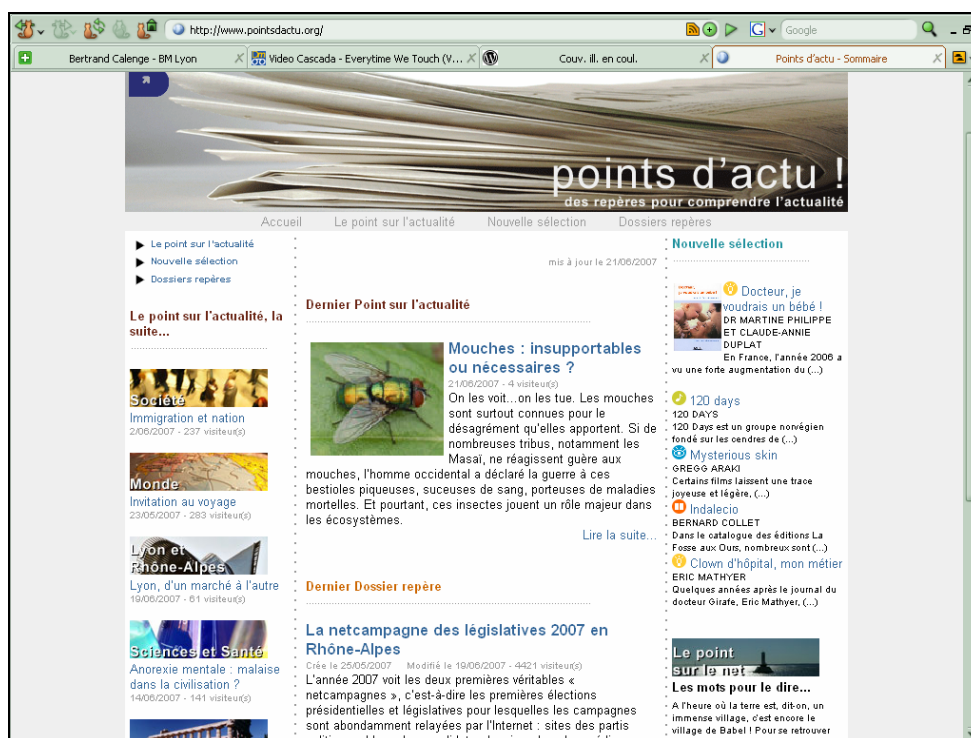 http://www.pointsdactu.org/
Google
Bertrand Calenge - BM Lyon
Video Cascada - Everytime We Touch (V...
Couv. ill. en coul.
Points d'actu - Sommaire
points d'actu !
des repères pour comprendre l'actualité
Accueil
Le point sur l'actualité
Nouvelle sélection
Dossiers repères
Le point sur l'actualité
Nouvelle sélection
Dossiers repères
Le point sur l'actualité, la
suite...
Société
Immigration et nation
2/06/2007 - 237 visiteur(s)
Monde
Invitation au voyage
23/05/2007 - 283 visiteur(s)
Lyon et
Rhône-Alpes
Lyon, d'un marché à l'autre
19/06/2007 - 61 visiteur(s)
Sciences et Santé
Anorexie mentale : malaise
dans la civilisation ?
14/06/2007 - 141 visiteur(s)
mis à jour le 21/06/2007
Dernier Point sur l'actualité
Mouches : insupportables
ou nécessaires ?
21/06/2007 - 4 visiteur(s)
On les voit...on les tue. Les mouches
sont surtout connues pour le
désagrément qu'elles apportent. Si de
nombreuses tribus, notamment les
Masaï, ne réagissent guère aux
mouches, l'homme occidental a déclaré la guerre à ces
bestioles piqueuses, suceuses de sang, porteuses de maladies
mortelles. Et pourtant, ces insectes jouent un rôle majeur dans
les écosystèmes.
Lire la suite...
Dernier Dossier repère
La netcampagne des législatives 2007 en
Rhône-Alpes
Crée le 25/05/2007 Modifié le 19/06/2007 - 4421 visiteur(s)
L'année 2007 voit les deux premières véritables «
netcampagnes », c'est-à-dire les premières élections
présidentielles et législatives pour lesquelles les campagnes
sont abondamment relayées par l'Internet : sites des partis
Nouvelle sélection
Docteur, je
voudrais un bébé !
DR MARTINE PHILIPPE
ET CLAUDE-ANNIE
DUPLAT
En France, l'année 2006 a
vu une forte augmentation du (...)
120 days
120 DAYS
120 Days est un groupe norvégien
fondé sur les cendres de (...)
Mysterious skin
GREGG ARAKI
Certains films laissent une trace
joyeuse et légère, (...)
Indalecio
BERNARD COLLET
Dans le catalogue des éditions La
Fosse aux Ours, nombreux sont (...)
Clown d'hôpital, mon métier
ERIC MATHYER
Quelques années après le journal du
docteur Girafe, Eric Mathyer, (...)
Le point
sur le net
Les mots pour le dire...
A l'heure où la terre est, dit-on, un
immense village, c'est encore le
village de Babel ! Pour se retrouver